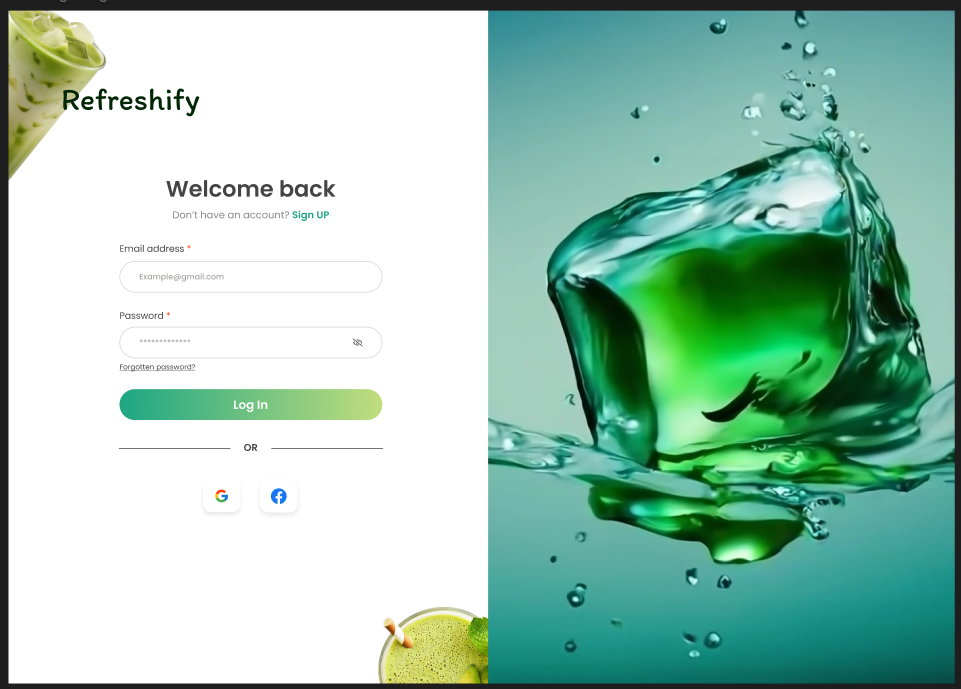 Refreshify
Welcome back
Don't have an account? Sign UP
Email address *
Example@gmail.com
Password *
*************
Forgotten password?
Log In
OR